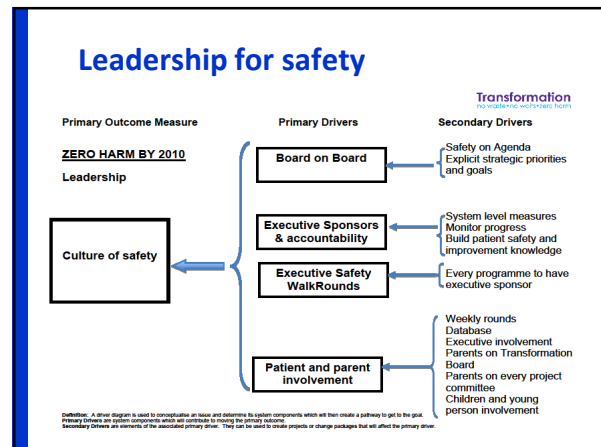 Leadership for safety
Transformation
no waste•no waits•zero harm
Primary Outcome Measure
Primary Drivers
Secondary Drivers
ZERO HARM BY 2010
Leadership
Culture of safety
Board on Board
Executive Sponsors
& accountability
Executive Safety
WalkRounds
Patient and parent
involvement
Safety on Agenda
Explicit strategic priorities
and goals
System level measures
Monitor progress
Build patient safety and
improvement knowledge
Every programme to have
executive sponsor
Weekly rounds
Database
Executive involvement
Parents on Transformation
Board
Parents on every project
committee
Children and young
person involvement
Definition: A driver diagram is used to conceptualise an issue and determine its system components which will then create a pathway to get to the goal.
Primary Drivers are system components which will contribute to moving the primary outcome.
Secondary Drivers are elements of the associated primary driver. They can be used to create projects or change packages that will affect the primary driver.